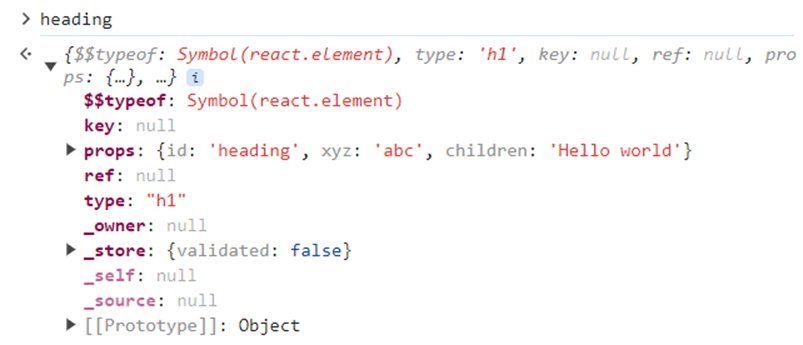 > heading
{$$typeof: Symbol(react.element), type: 'h1', key: null, ref: null, pro
ps: {…}, …} i
$$typeof: Symbol(react.element)
key: null
▶ props: {id: 'heading', xyz: 'abc', children: 'Hello world'}
ref: null
type: "h1"
_owner: null
▶ _store: {validated: false}
_self: null
_source: null
▶ [[Prototype]]: Object